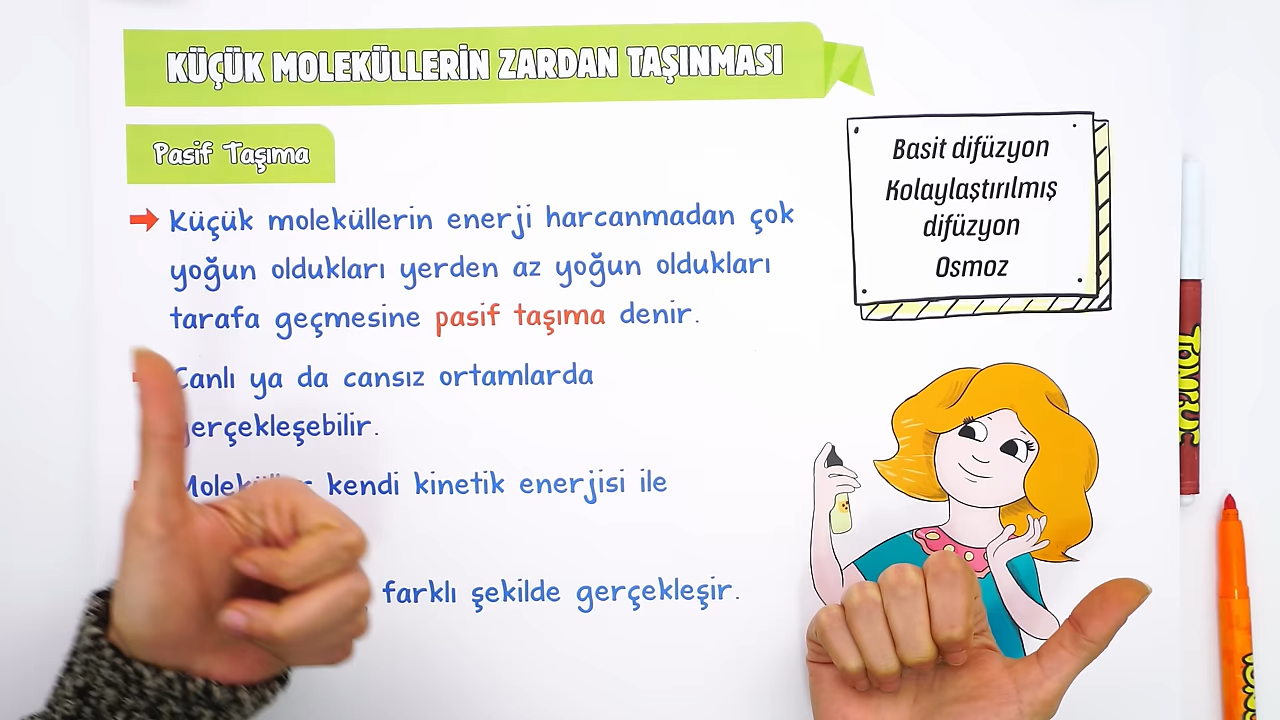 KÜÇÜK MOLEKÜLLERİN ZARDAN TAŞINMASI
Pasif Taşıma
Küçük moleküllerin enerji harcanmadan çok
yoğun oldukları yerden az yoğun oldukları
tarafa geçmesine pasif taşıma denir.
Canlı ya da cansız ortamlarda
gerçekleşebilir.
Moleküller kendi kinetik enerjisi ile
farklı şekilde gerçekleşir.
Basit difüzyon
Kolaylaştırılmış
difüzyon
Osmoz